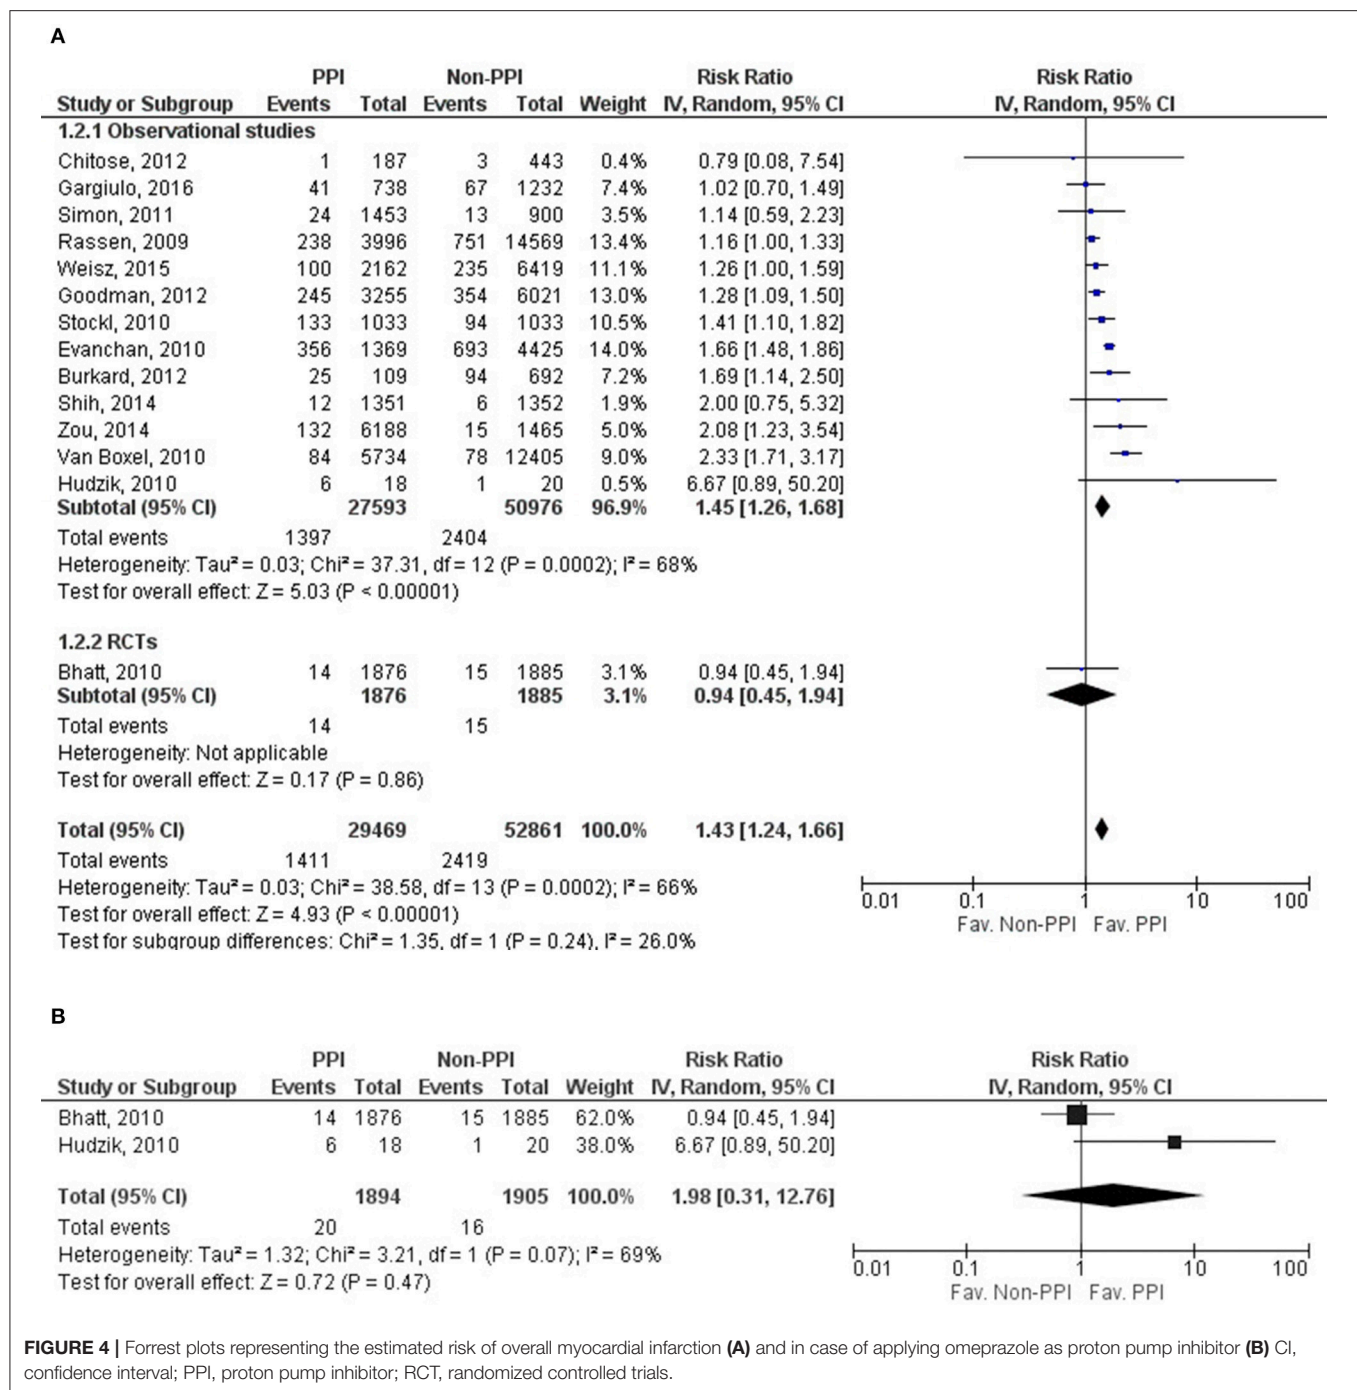 A
PPI Non-PPI Risk Ratio Risk Ratio
Study or Subgroup Events Total Events Total Weight IV, Random, 95% CI IV, Random, 95% CI
1.2.1 Observational studies
Chitose, 2012 1 187 3 443 0.4% 0.79 [0.08, 7.54]
Gargiulo, 2016 41 738 67 1232 7.4% 1.02 [0.70, 1.49]
Simon, 2011 24 1453 13 900 3.5% 1.14 [0.59, 2.23]
Rassen, 2009 238 3996 751 14569 13.4% 1.16 [1.00, 1.33]
Weisz, 2015 100 2162 235 6419 11.1% 1.26 [1.00, 1.59]
Goodman, 2012 245 3255 354 6021 13.0% 1.28 [1.09, 1.50]
Stockl, 2010 133 1033 94 1033 10.5% 1.41 [1.10, 1.82]
Evanchan, 2010 356 1369 693 4425 14.0% 1.66 [1.48, 1.86]
Burkard, 2012 25 109 94 692 7.2% 1.69 [1.14, 2.50]
Shih, 2014 12 1351 6 1352 1.9% 2.00 [0.75, 5.32]
Zou, 2014 132 6188 15 1465 5.0% 2.08 [1.23, 3.54]
Van Boxel, 2010 84 5734 78 12405 9.0% 2.33 [1.71, 3.17]
Hudzik, 2010 6 18 1 20 0.5% 6.67 [0.89, 50.20]
Subtotal (95% CI) 27593 50976 96.9% 1.45 [1.26, 1.68]
Total events 1397 2404
Heterogeneity: Tau² = 0.03; Chi² = 37.31, df = 12 (P = 0.0002); I² = 68%
Test for overall effect: Z = 5.03 (P < 0.00001)
1.2.2 RCTs
Bhatt, 2010 14 1876 15 1885 3.1% 0.94 [0.45, 1.94]
Subtotal (95% CI) 1876 1885 3.1% 0.94 [0.45, 1.94]
Total events 14 15
Heterogeneity: Not applicable
Test for overall effect: Z = 0.17 (P = 0.86)
Total (95% CI) 29469 52861 100.0% 1.43 [1.24, 1.66]
Total events 1411 2419
Heterogeneity: Tau² = 0.03; Chi² = 38.58, df = 13 (P = 0.0002); I² = 66%
Test for overall effect: Z = 4.93 (P < 0.00001)
Test for subgroup differences: Chi² = 1.35, df = 1 (P = 0.24), I² = 26.0%
0.01 0.1 1 10 100
Fav. Non-PPI Fav. PPI
B
PPI Non-PPI Risk Ratio Risk Ratio
Study or Subgroup Events Total Events Total Weight IV, Random, 95% CI IV, Random, 95% CI
Bhatt, 2010 14 1876 15 1885 62.0% 0.94 [0.45, 1.94]
Hudzik, 2010 6 18 1 20 38.0% 6.67 [0.89, 50.20]
Total (95% CI) 1894 1905 100.0% 1.98 [0.31, 12.76]
Total events 20 16
Heterogeneity: Tau² = 1.32; Chi² = 3.21, df = 1 (P = 0.07); I² = 69%
Test for overall effect: Z = 0.72 (P = 0.47)
0.01 0.1 1 10 100
Fav. Non-PPI Fav. PPI
FIGURE 4 | Forrest plots representing the estimated risk of overall myocardial infarction (A) and in case of applying omeprazole as proton pump inhibitor (B) CI,
confidence interval; PPI, proton pump inhibitor; RCT, randomized controlled trials.